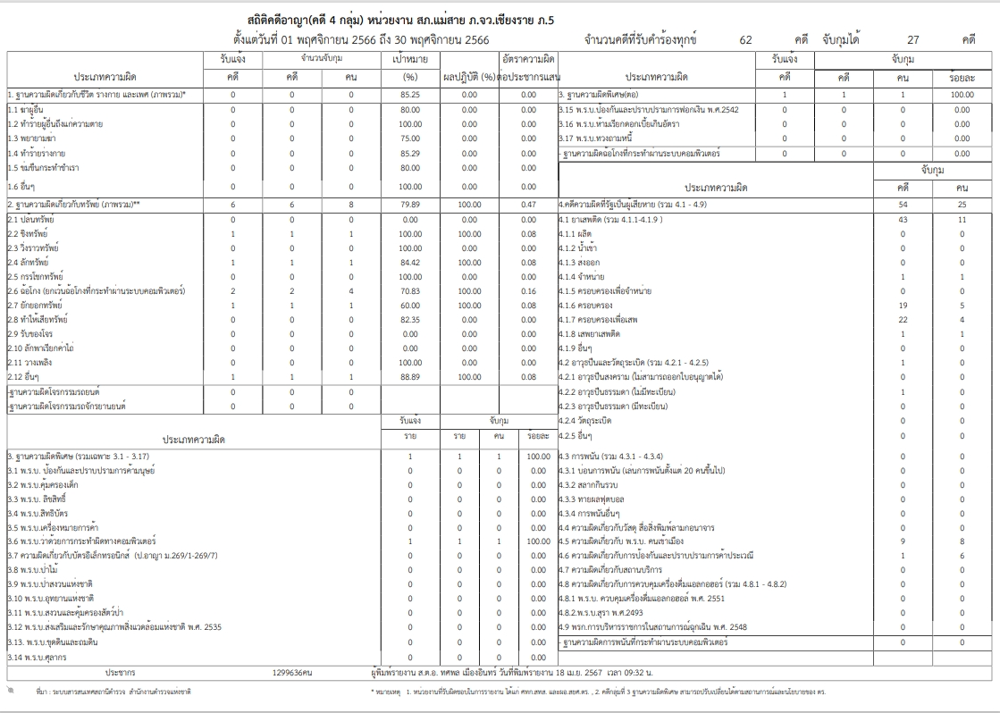 สถิติคดีอาญา(คดี 4 กลุ่ม) หน่วยงาน สภ.แม่สาย ภ.จว.เชียงราย ภ.5
ตั้งแต่วันที่ 01 พฤศจิกายน 2566 ถึง 30 พฤศจิกายน 2566 จำนวนคดีที่รับคำร้องทุกข์ 62 คดี จับกุมได้ 27 คดี
ประเภทความผิด รับแจ้ง จำนวนจับกุม เป้าหมาย ผลปฏิบัติ (%) อัตราความผิด
คดี คดี คน (%) ต่อประชากรแสน
1. ฐานความผิดเกี่ยวกับชีวิต ร่างกาย และเพศ (ภาพรวม)* 0 0 0 85.25 0.00 0.00
1.1 ฆ่าผู้อื่น 0 0 0 80.00 0.00 0.00
1.2 ทำร้ายผู้อื่นถึงแก่ความตาย 0 0 0 100.00 0.00 0.00
1.3 พยายามฆ่า 0 0 0 75.00 0.00 0.00
1.4 ทำร้ายร่างกาย 0 0 0 85.29 0.00 0.00
1.5 ข่มขืนกระทำชำเรา 0 0 0 80.00 0.00 0.00
1.6 อื่นๆ 0 0 0 100.00 0.00 0.00
2. ฐานความผิดเกี่ยวกับทรัพย์ (ภาพรวม)** 6 6 8 79.89 100.00 0.47
2.1 ปล้นทรัพย์ 0 0 0 0.00 0.00 0.00
2.2 ชิงทรัพย์ 1 1 1 100.00 100.00 0.08
2.3 วิ่งราวทรัพย์ 0 0 0 100.00 0.00 0.00
2.4 ลักทรัพย์ 1 1 1 84.42 100.00 0.08
2.5 กรรโชกทรัพย์ 0 0 0 100.00 0.00 0.00
2.6 ฉ้อโกง (ยกเว้นฉ้อโกงที่กระทำผ่านระบบคอมพิวเตอร์) 2 2 4 70.83 100.00 0.16
2.7 ยักยอกทรัพย์ 1 1 1 60.00 100.00 0.08
2.8 ทำให้เสียทรัพย์ 0 0 0 82.35 0.00 0.00
2.9 รับของโจร 0 0 0 0.00 0.00 0.00
2.10 ลักพาเรียกค่าไถ่ 0 0 0 0.00 0.00 0.00
2.11 วางเพลิง 0 0 0 100.00 0.00 0.00
2.12 อื่นๆ 1 1 1 88.89 100.00 0.08
-ฐานความผิดโจรกรรมรถยนต์ 0 0 0
-ฐานความผิดโจรกรรมรถจักรยานยนต์ 0 0 0
ประเภทความผิด รับแจ้ง จับกุม
ราย ราย คน ร้อยละ
3. ฐานความผิดพิเศษ (รวมเฉพาะ 3.1 - 3.17) 1 1 1 100.00
3.1 พ.ร.บ. ป้องกันและปราบปรามการค้ามนุษย์ 0 0 0 0.00
3.2 พ.ร.บ.คุ้มครองเด็ก 0 0 0 0.00
3.3 พ.ร.บ. ลิขสิทธิ์ 0 0 0 0.00
3.4 พ.ร.บ.สิทธิบัตร 0 0 0 0.00
3.5 พ.ร.บ.เครื่องหมายการค้า 0 0 0 0.00
3.6 พ.ร.บ.ว่าด้วยการกระทำผิดทางคอมพิวเตอร์ 1 1 1 100.00
3.7 ความผิดเกี่ยวกับบัตรอิเล็กทรอนิกส์ (ป.อาญา ม.269/1-269/7) 0 0 0 0.00
3.8 พ.ร.บ.ป่าไม้ 0 0 0 0.00
3.9 พ.ร.บ.ป่าสงวนแห่งชาติ 0 0 0 0.00
3.10 พ.ร.บ.อุทยานแห่งชาติ 0 0 0 0.00
3.11 พ.ร.บ.สงวนและคุ้มครองสัตว์ป่า 0 0 0 0.00
3.12 พ.ร.บ.ส่งเสริมและรักษาคุณภาพสิ่งแวดล้อมแห่งชาติ พ.ศ. 2535 0 0 0 0.00
3.13. พ.ร.บ.ขุดดินและถมดิน 0 0 0 0.00
3.14 พ.ร.บ.ศุลากร 0 0 0 0.00
ประเภทความผิด รับแจ้ง จับกุม
คดี คดี คน ร้อยละ
3. ฐานความผิดพิเศษ(ต่อ) 1 1 1 100.00
3.15 พ.ร.บ.ป้องกันและปราบปรามการฟอกเงิน พ.ศ.2542 0 0 0 0.00
3.16 พ.ร.บ.ห้ามเรียกดอกเบี้ยเกินอัตรา 0 0 0 0.00
3.17 พ.ร.บ.ทวงถามหนี้ 0 0 0 0.00
- ฐานความผิดฉ้อโกงที่กระทำผ่านระบบคอมพิวเตอร์ 0 0 0 0.00
ประเภทความผิด จับกุม
คดี คน
4.คดีความผิดที่รัฐเป็นผู้เสียหาย (รวม 4.1 - 4.9) 54 25
4.1 ยาเสพติด (รวม 4.1.1-4.1.9 ) 43 11
4.1.1 ผลิต 0 0
4.1.2 นำเข้า 0 0
4.1.3 ส่งออก 0 0
4.1.4 จำหน่าย 1 1
4.1.5 ครอบครองเพื่อจำหน่าย 0 0
4.1.6 ครอบครอง 19 5
4.1.7 ครอบครองเพื่อเสพ 22 4
4.1.8 เสพยาเสพติด 1 1
4.1.9 อื่นๆ 0 0
4.2 อาวุธปืนและวัตถุระเบิด (รวม 4.2.1 - 4.2.5) 1 0
4.2.1 อาวุธปืนสงคราม (ไม่สามารถออกใบอนุญาตได้) 0 0
4.2.2 อาวุธปืนธรรมดา (ไม่มีทะเบียน) 1 0
4.2.3 อาวุธปืนธรรมดา (มีทะเบียน) 0 0
4.2.4 วัตถุระเบิด 0 0
4.2.5 อื่นๆ 0 0
4.3 การพนัน (รวม 4.3.1 - 4.3.4) 0 0
4.3.1 บ่อนการพนัน (เล่นการพนันตั้งแต่ 20 คนขึ้นไป) 0 0
4.3.2 สลากกินรวบ 0 0
4.3.3 ทายผลฟุตบอล 0 0
4.3.4 การพนันอื่นๆ 0 0
4.4 ความผิดเกี่ยวกับวัสดุ สื่อสิ่งพิมพ์ลามกอนาจาร 0 0
4.5 ความผิดเกี่ยวกับ พ.ร.บ. คนเข้าเมือง 9 8
4.6 ความผิดเกี่ยวกับการป้องกันและปราบปรามการค้าประเวณี 1 6
4.7 ความผิดเกี่ยวกับสถานบริการ 0 0
4.8 ความผิดเกี่ยวกับการควบคุมเครื่องดื่มแอลกอฮอร์ (รวม 4.8.1 - 4.8.2) 0 0
4.8.1 พ.ร.บ. ควบคุมเครื่องดื่มแอลกอฮอล์ พ.ศ. 2551 0 0
4.8.2.พ.ร.บ.สุรา พ.ศ.2493 0 0
4.9 พรก.การบริหารราชการในสถานการณ์ฉุกเฉิน พ.ศ. 2548 0 0
- ฐานความผิดการพนันที่กระทำผ่านระบบคอมพิวเตอร์ 0 0
ประชากร 1299636คน ผู้พิมพ์รายงาน ส.ต.อ. ทศพล เมืองอินทร์ วันที่พิมพ์รายงาน 18 เม.ย. 2567 เวลา 09:32 น.
ที่มา : ระบบสารสนเทศสถานีตำรวจ สำนักงานตำรวจแห่งชาติ * หมายเหตุ 1. หน่วยงานที่รับผิดชอบในการรายงาน ได้แก่ ศทก.สทส. และผอ.สยศ.ตร. , 2. คดีกลุ่มที่ 3 ฐานความผิดพิเศษ สามารถปรับเปลี่ยนได้ตามสถานการณ์และนโยบายของ ตร.